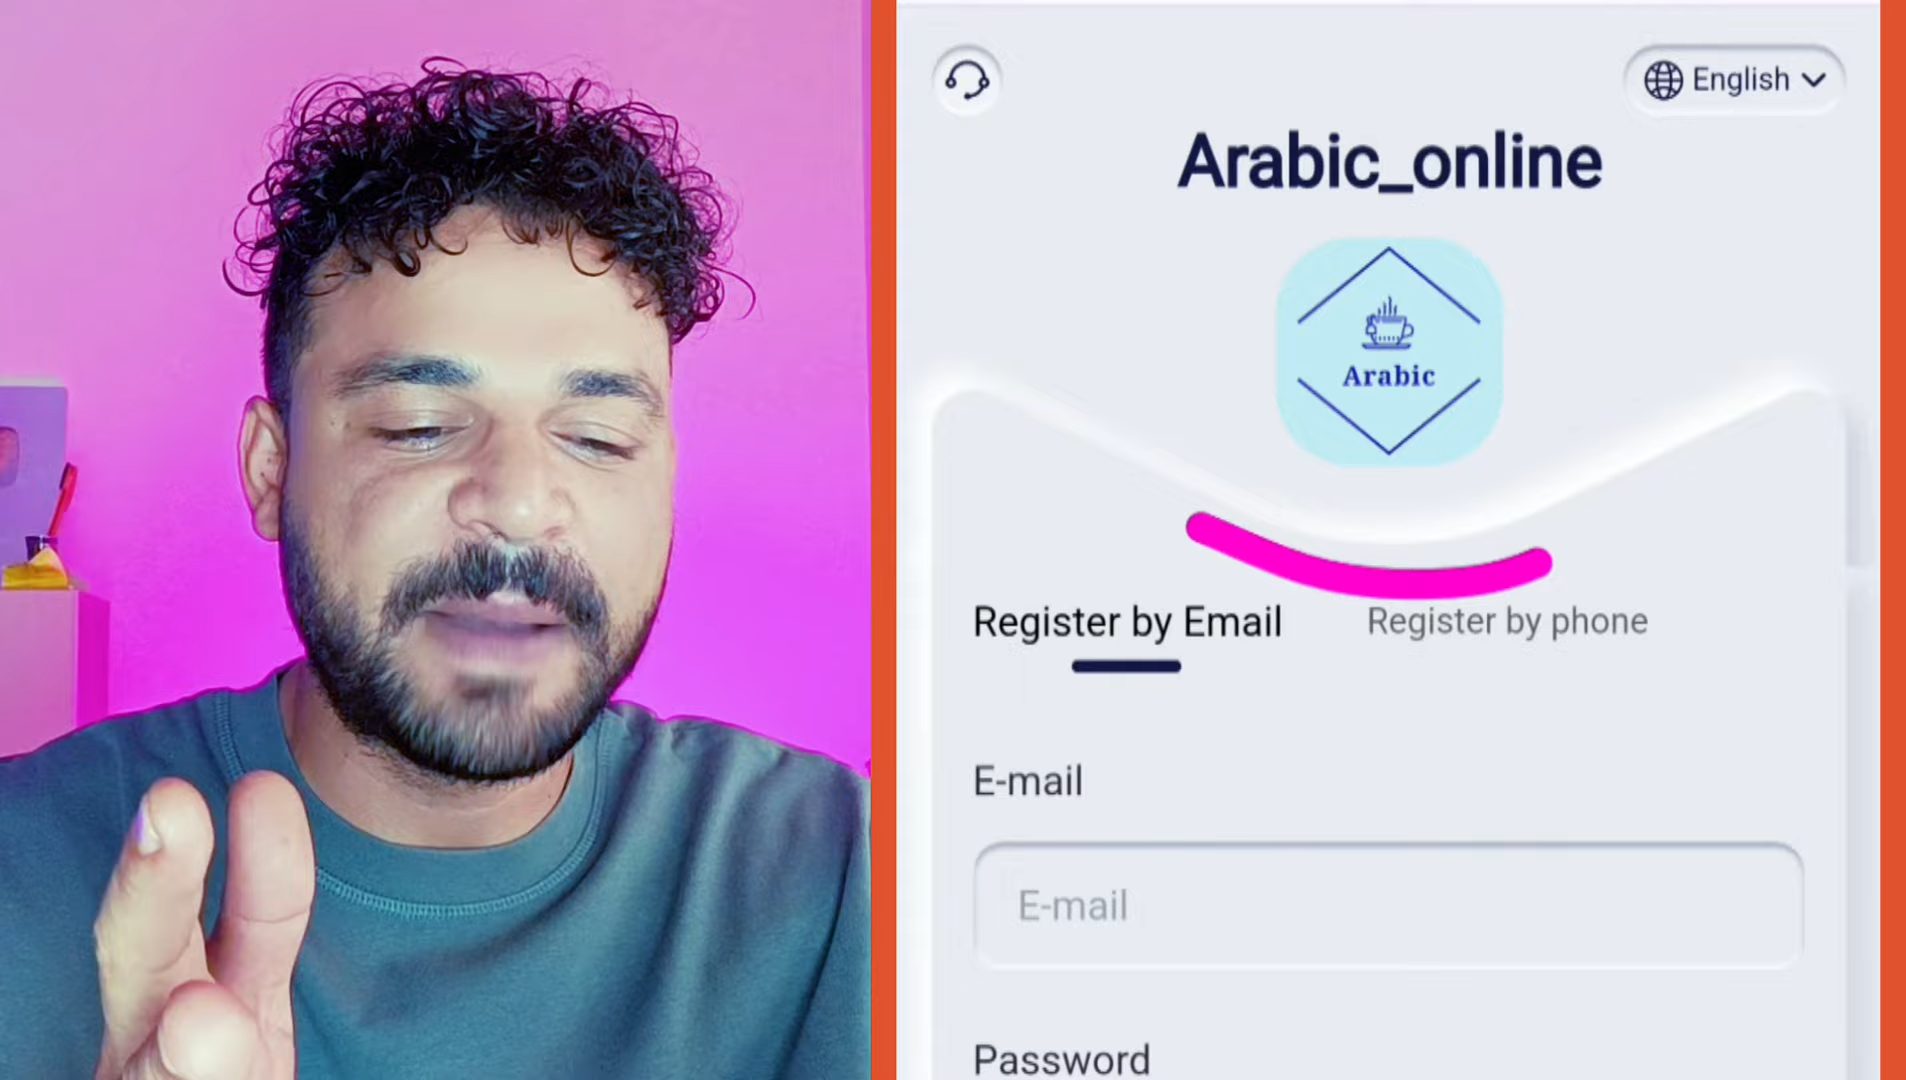 English
Arabic_online
Arabic
Register by Email
Register by phone
E-mail
E-mail
Password